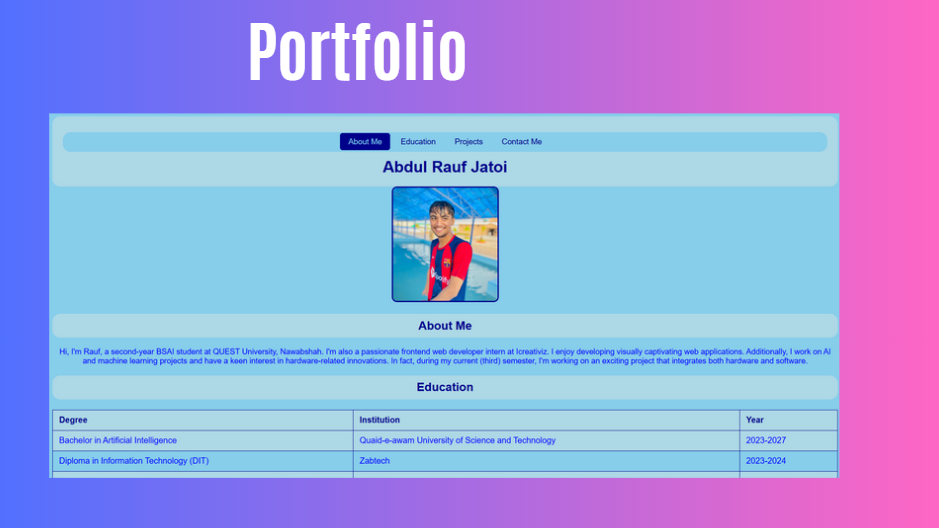 Portfolio
About Me Education Projects Contact Me
Abdul Rauf Jatoi
About Me
Hi, I'm Rauf, a second-year BSAI student at QUEST University, Nawabshah. I'm also a passionate frontend web developer intern at Icreativiz. I enjoy developing visually captivating web applications. Additionally, I work on AI
and machine learning projects and have a keen interest in hardware-related innovations. In fact, during my current (third) semester, I'm working on an exciting project that integrates both hardware and software.
Education
Degree Institution Year
Bachelor in Artificial Intelligence Quaid-e-awam University of Science and Technology 2023-2027
Diploma in Information Technology (DIT) Zabtech 2023-2024